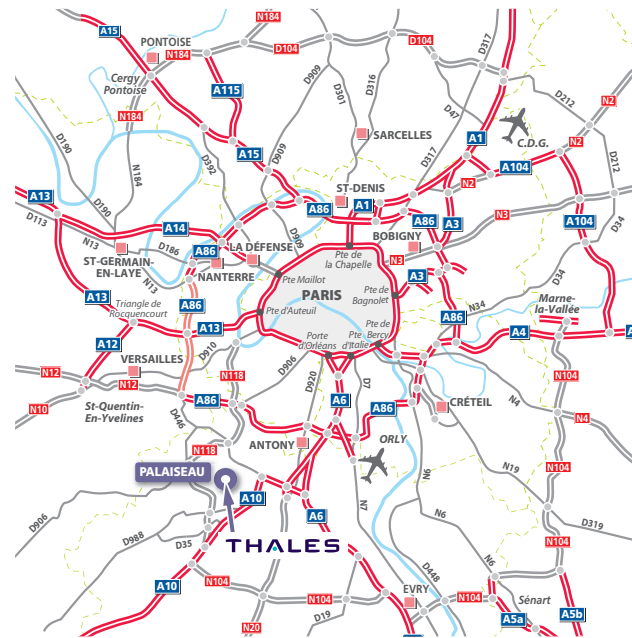 A15
N184
D104
D317
PONTOISE
N184
D104
D909
D316
D212
N2
Cergy
Pontoise
A115
D301
D47
N184
SARCELLES
A1
C.D.G.
D190
D392
A15
D909
D317
N2
A104
D212
N184
ST-DENIS
N2
A13
D190
A86
A1
A86
A3
N3
A104
D113
A14
D34
N13
D186
A86
LA DÉFENSE
D909
BOBIGNY
ST-GERMAIN-
EN-LAYE
N13
NANTERRE
Pte de
la Chapelle
N3
D34
Pte Maillot
A3
A13
A86
PARIS
Pte de
Bagnolet
Marne-
la-Vallée
Triangle de
Rocquencourt
Pte d'Auteuil
N34
A86
A13
Porte
d'Orléans
Pte
d'Italie
Pte de
Bercy
A4
A
A12
D910
VERSAILLES
D906
N12
N118
D920
D7
N104
N12
A86
A6
A86
CRÉTEIL
N10
St-Quentin-
En-Yvelines
D446
N4
N4
N118
ANTONY
ORLY
PALAISEAU
N6
N19
N104
A10
D906
A6
N7
N6
D319
D988
D35
THALES
N104
D448
N6
A10
N104
EVRY
N104
Sénart
N104
D19
N20
A6
A5a
A5b